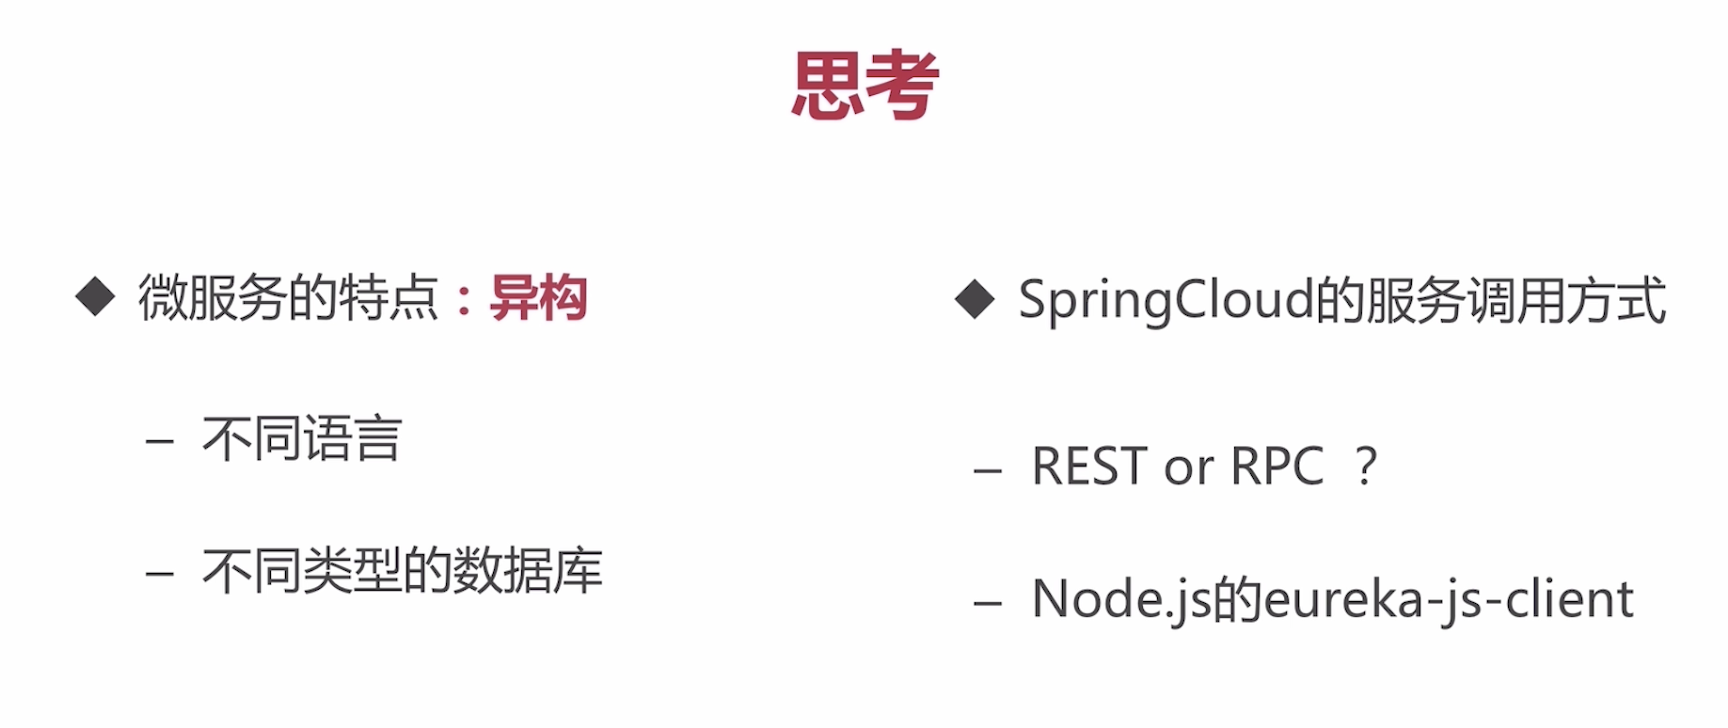 思考
◆ 微服务的特点：异构
– 不同语言
– 不同类型的数据库
◆ SpringCloud的服务调用方式
– REST or RPC ？
– Node.js的eureka-js-client